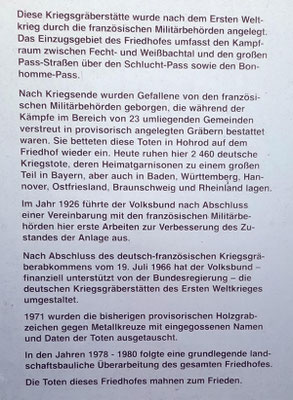 Diese Kriegsgräberstätte wurde nach dem Ersten Welt-
krieg durch die französischen Militärbehörden angelegt.
Das Einzugsgebiet des Friedhofes umfasst den Kampf-
raum zwischen Fecht- und Weißbachtal und den großen
Pass-Straßen über den Schlucht-Pass sowie den Bon-
homme-Pass.
Nach Kriegsende wurden Gefallene von den französi-
schen Militärbehörden geborgen, die während der
Kämpfe im Bereich von 23 umliegenden Gemeinden
verstreut in provisorisch angelegten Gräbern bestattet
waren. Sie betteten diese Toten in Hohrod auf dem
Friedhof wieder ein. Heute ruhen hier 2 460 deutsche
Kriegstote, deren Heimatgarnisonen zu einem großen
Teil in Bayern, aber auch in Baden, Württemberg, Han-
nover, Ostfriesland, Braunschweig und Rheinland lagen.
Im Jahr 1926 führte der Volksbund nach Abschluss
einer Vereinbarung mit den französischen Militärbe-
hörden hier erste Arbeiten zur Verbesserung des Zu-
standes der Anlage aus.
Nach Abschluss des deutsch-französischen Kriegsgrä-
berabkommens vom 19. Juli 1966 hat der Volksbund –
finanziell unterstützt von der Bundesregierung – die
deutschen Kriegsgräberstätten des Ersten Weltkrieges
umgestaltet.
1971 wurden die bisherigen provisorischen Holzgrab-
zeichen gegen Metallkreuze mit eingegossenen Namen
und Daten der Toten ausgetauscht.
In den Jahren 1978 - 1980 folgte eine grundlegende land-
schaftsbauliche Überarbeitung des gesamten Friedhofes.
Die Toten dieses Friedhofes mahnen zum Frieden.